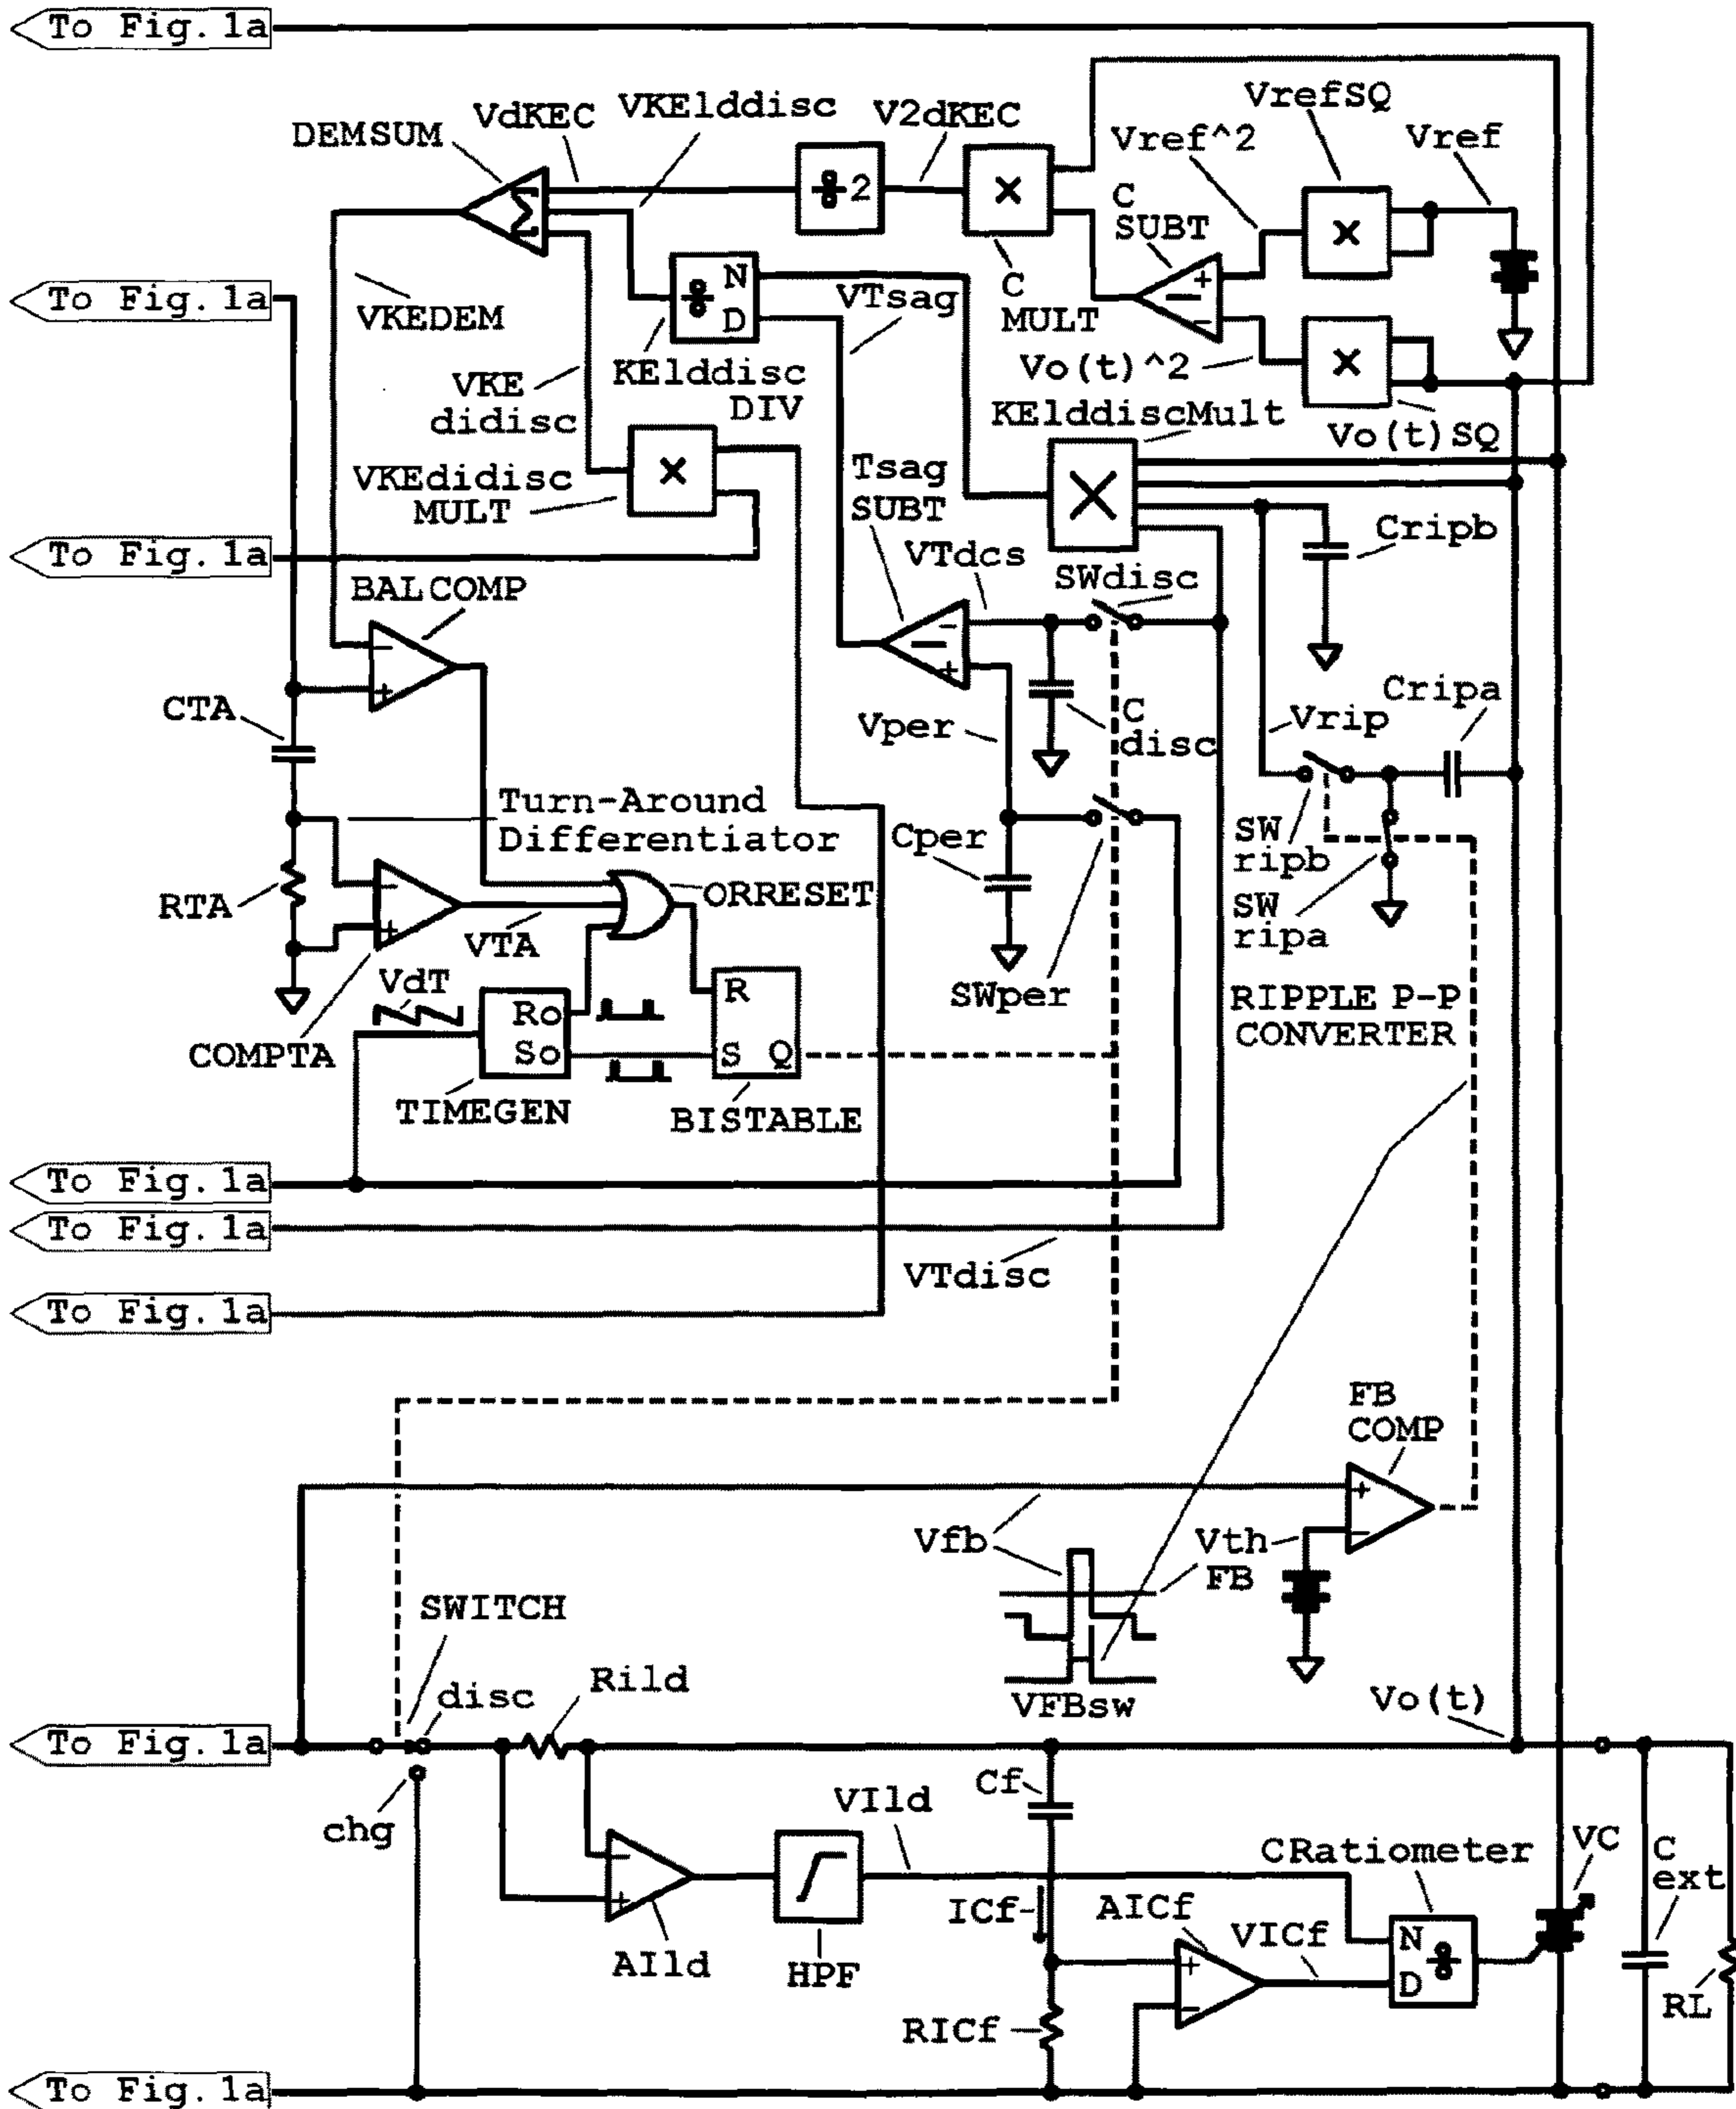 To Fig. 1a
VrefSQ
VKElddisc
VdKEC
V2dKEC
Vref^2
Vref
DEMSUM
÷2
×
C
SUBT
×
+
−
N
D
VTsag
C
MULT
To Fig. 1a
VKEDEM
Vo(t)^2
×
VKE
didisc
KElddisc
DIV
KElddiscMult
Vo(t)SQ
VKEdidisc
MULT
×
Tsag
SUBT
×
Cripb
To Fig. 1a
VTdcs
SWdisc
BALCOMP
−
+
−
+
CTA
Vper
C
disc
Vrip
Cripa
Turn-Around
Differentiator
Cper
SW
ripb
RTA
−
+
VTA
ORRESET
SW
ripa
VdT
SWper
RIPPLE P-P
CONVERTER
COMPTA
Ro
So
R
S Q
TIMEGEN
BISTABLE
To Fig. 1a
To Fig. 1a
VTdisc
To Fig. 1a
FB
COMP
+
−
Vfb
Vth
FB
SWITCH
disc
Rild
VFBsw
Vo(t)
To Fig. 1a
chg
Cf
VIld
CRatiometer
VC
C
ext
−
+
ICf
AICf
VICf
N
D
÷
AIld
HPF
+
−
RICf
RL
To Fig. 1a